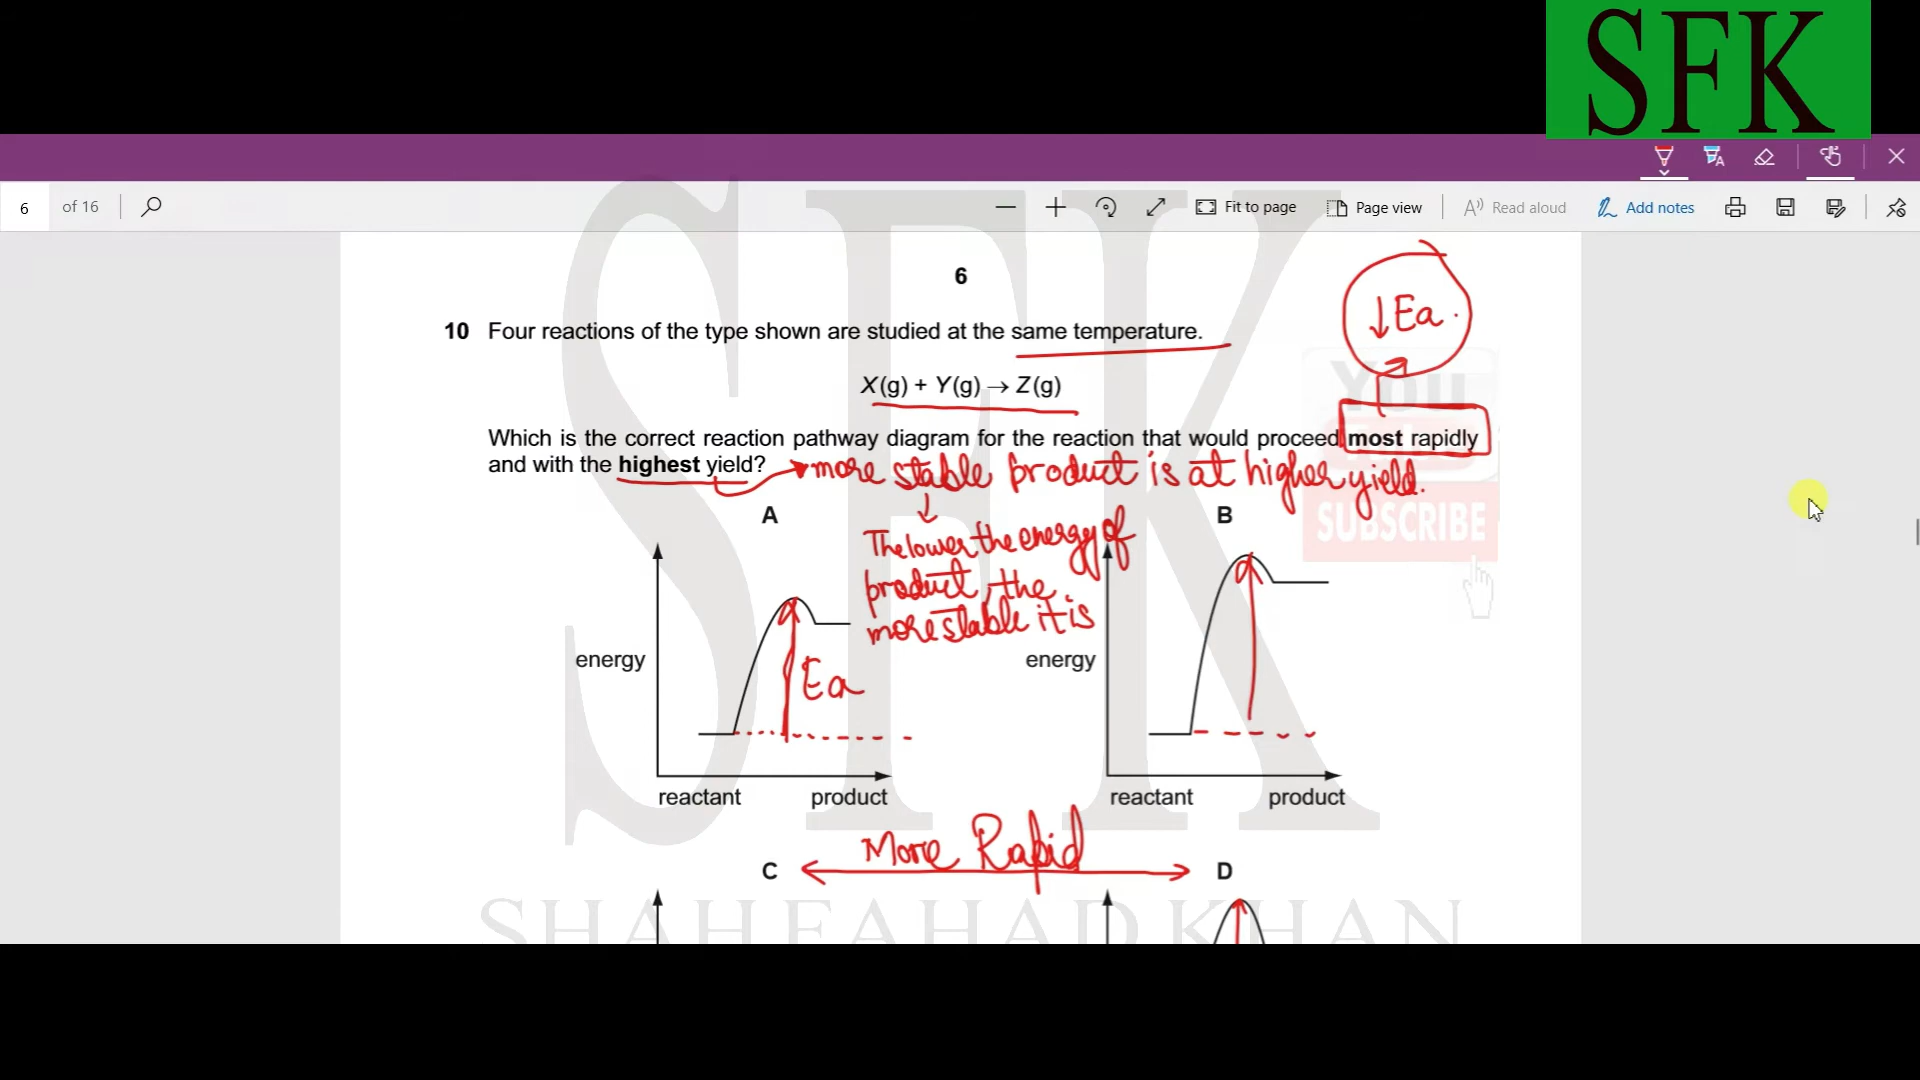 SFK
6 of 16
Fit to page
Page view
Read aloud
Add notes
6
10 Four reactions of the type shown are studied at the same temperature.
↓Ea.
X(g) + Y(g) → Z(g)
You
Which is the correct reaction pathway diagram for the reaction that would proceed most rapidly
and with the highest yield?
more stable product is at higher yield.
SUBSCRIBE
A
B
The lower the energy of
product, the
more stable it is
energy
Ea
energy
reactant product
reactant product
More Rapid
C
D
SHAH FAHAD KHAN
SFK